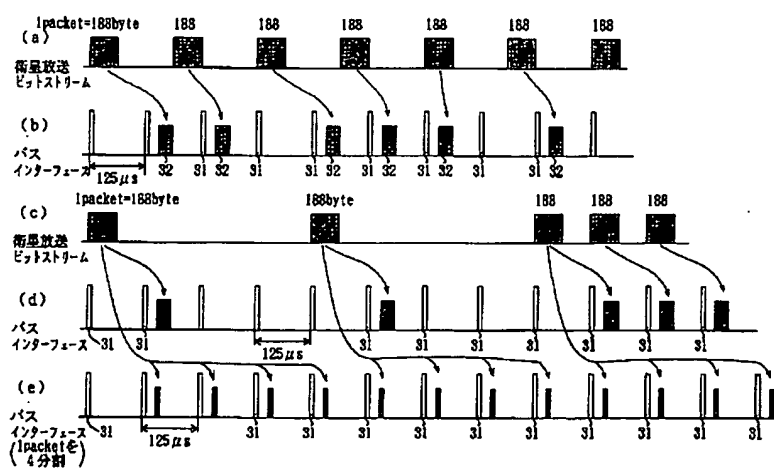 1packet=188byte 188 188 188 188 188 188
(a)
衛星放送
ビットストリーム
(b)
バス
インターフェース
31 32 31 32 31 31 32 31 32 31 32 31 31 32
125μs
1packet=188byte 188byte 188 188 188
(c)
衛星放送
ビットストリーム
(d)
バス
インターフェース
31 31 125μs 31 31 31 31 31 31 31
(e)
バス
インターフェース
(1packetを
4分割)
31 125μs 31 31 31 31 31 31 31 31 31 31